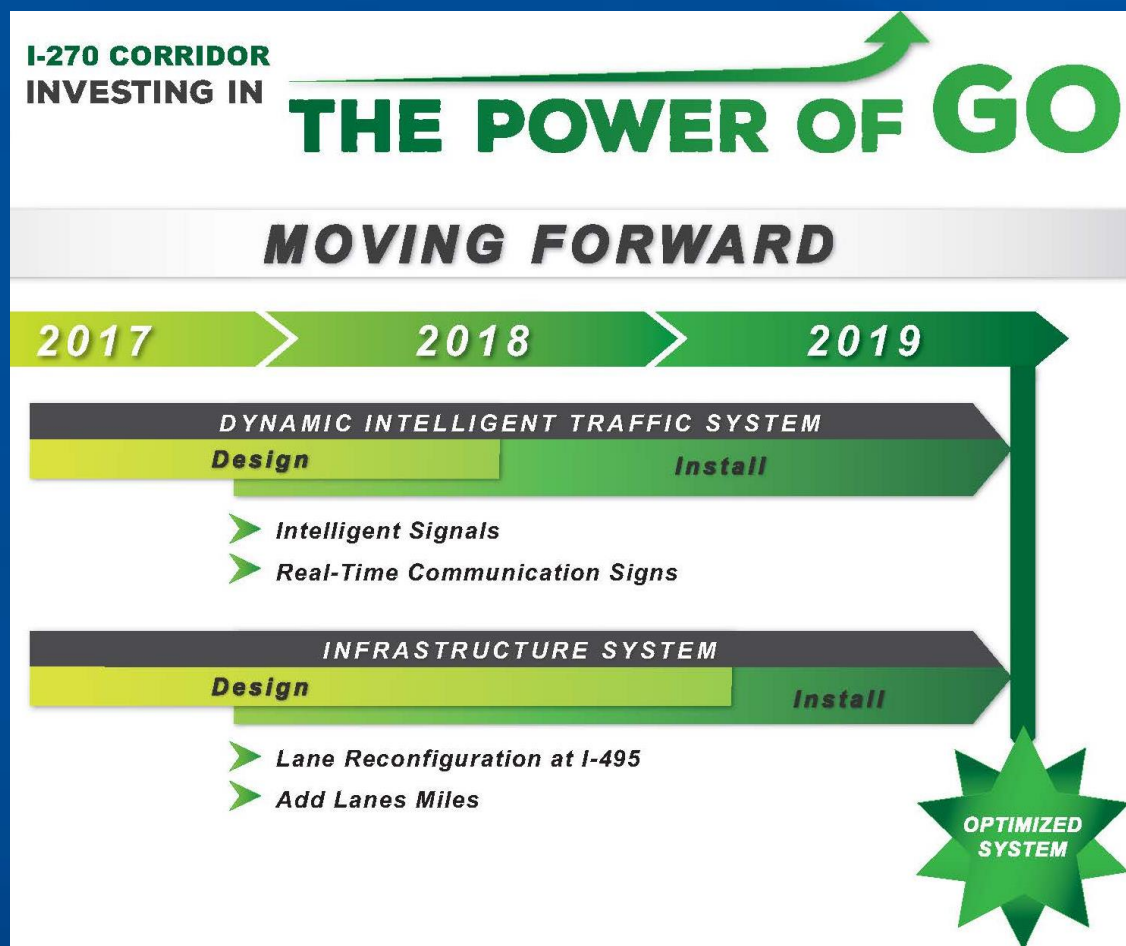 I-270 CORRIDOR
INVESTING IN
THE POWER OF GO
MOVING FORWARD
2017
2018
2019
DYNAMIC INTELLIGENT TRAFFIC SYSTEM
Design
Install
Intelligent Signals
Real-Time Communication Signs
INFRASTRUCTURE SYSTEM
Design
Install
Lane Reconfiguration at I-495
Add Lanes Miles
OPTIMIZED
SYSTEM